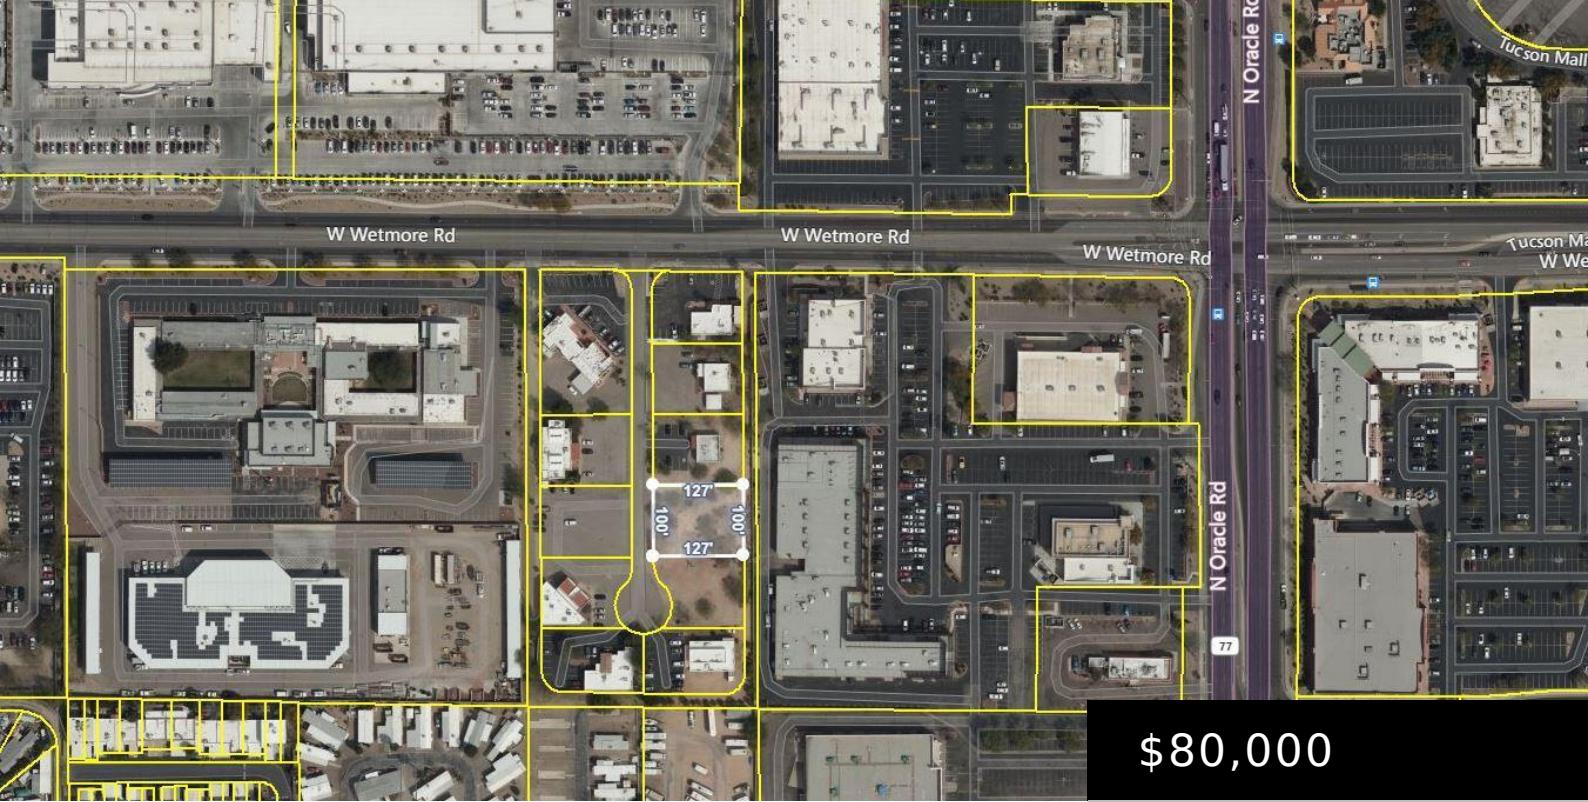 N Oracle Rd
Tucson Mall
W Wetmore Rd
W Wetmore Rd
W Wetmore Rd
Tucson Ma
W We
127'
100'
100'
127'
N Oracle Rd
77
$80,000